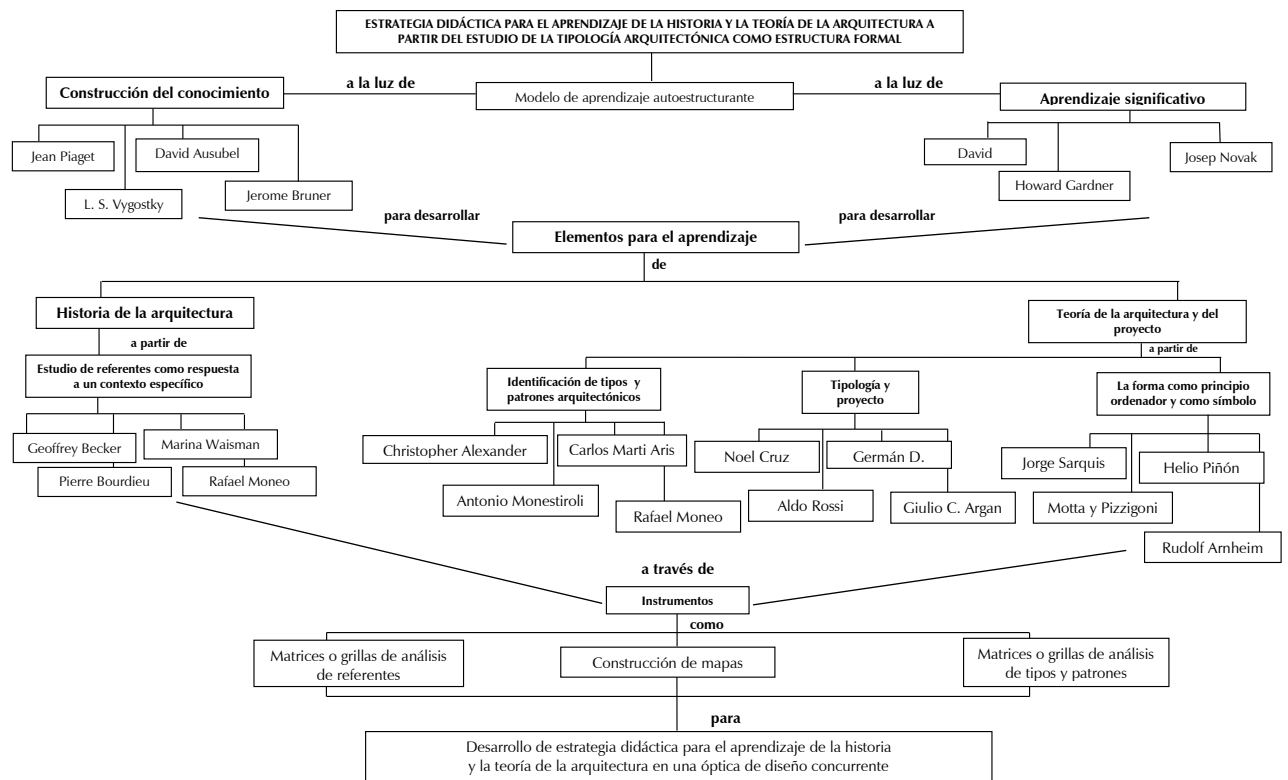 ESTRATEGIA DIDÁCTICA PARA EL APRENDIZAJE DE LA HISTORIA Y LA TEORÍA DE LA ARQUITECTURA A
PARTIR DEL ESTUDIO DE LA TIPOLOGÍA ARQUITECTÓNICA COMO ESTRUCTURA FORMAL
Construcción del conocimiento
a la luz de
Modelo de aprendizaje autoestructurante
a la luz de
Aprendizaje significativo
Jean Piaget
David Ausubel
L. S. Vygostky
Jerome Bruner
David
Josep Novak
Howard Gardner
para desarrollar
para desarrollar
Elementos para el aprendizaje
de
Historia de la arquitectura
Teoría de la arquitectura y del
proyecto
a partir de
a partir de
Estudio de referentes como respuesta
a un contexto específico
Identificación de tipos y
patrones arquitectónicos
Tipología y
proyecto
La forma como principio
ordenador y como símbolo
Geoffrey Becker
Marina Waisman
Pierre Bourdieu
Rafael Moneo
Christopher Alexander
Carlos Marti Aris
Antonio Monestiroli
Rafael Moneo
Noel Cruz
Germán D.
Aldo Rossi
Giulio C. Argan
Jorge Sarquis
Helio Piñón
Motta y Pizzigoni
Rudolf Arnheim
a través de
Instrumentos
como
Matrices o grillas de análisis
de referentes
Construcción de mapas
Matrices o grillas de análisis
de tipos y patrones
para
Desarrollo de estrategia didáctica para el aprendizaje de la historia
y la teoría de la arquitectura en una óptica de diseño concurrente